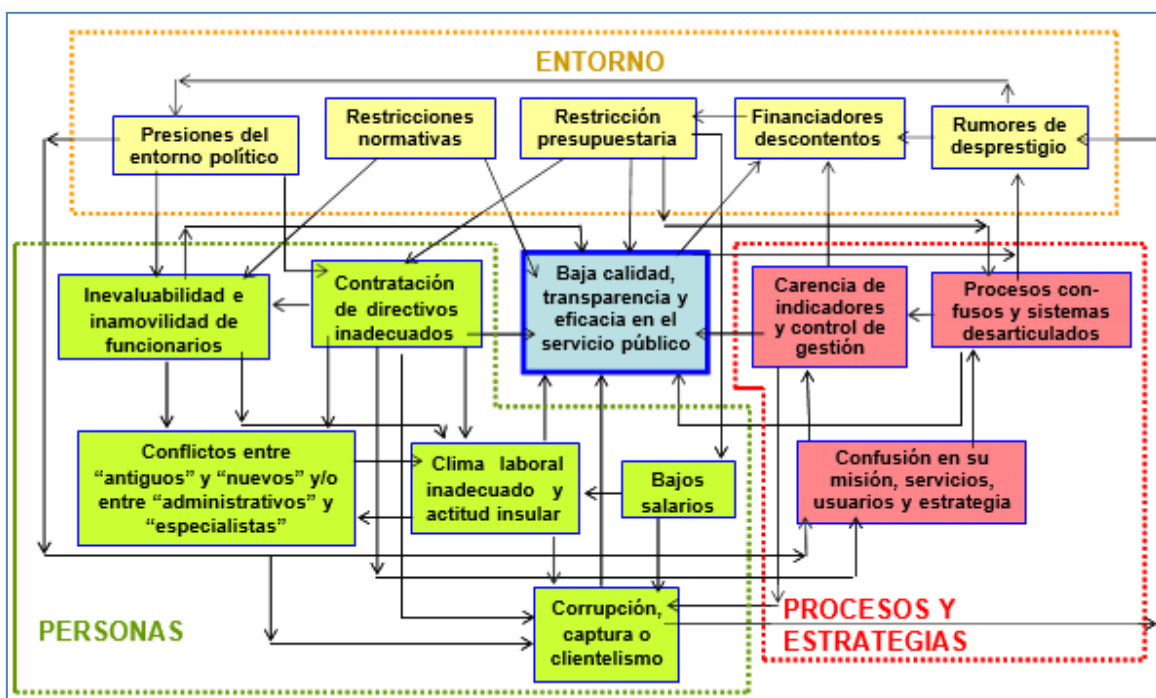 ENTORNO
Presiones del
entorno político
Restricciones
normativas
Restricción
presupuestaria
Financiadores
descontentos
Rumores de
desprestigio
Inevaluabilidad e
inamovilidad de
funcionarios
Contratación
de directivos
inadecuados
Baja calidad,
transparencia y
eficacia en el
servicio público
Carencia de
indicadores
y control de
gestión
Procesos con-
fusos y sistemas
desarticulados
Conflictos entre
“antiguos” y “nuevos” y/o
entre “administrativos” y
“especialistas”
Clima laboral
inadecuado y
actitud insular
Bajos
salarios
Confusión en su
misión, servicios,
usuarios y estrategia
Corrupción,
captura o
clientelismo
PERSONAS
PROCESOS Y
ESTRATEGIAS